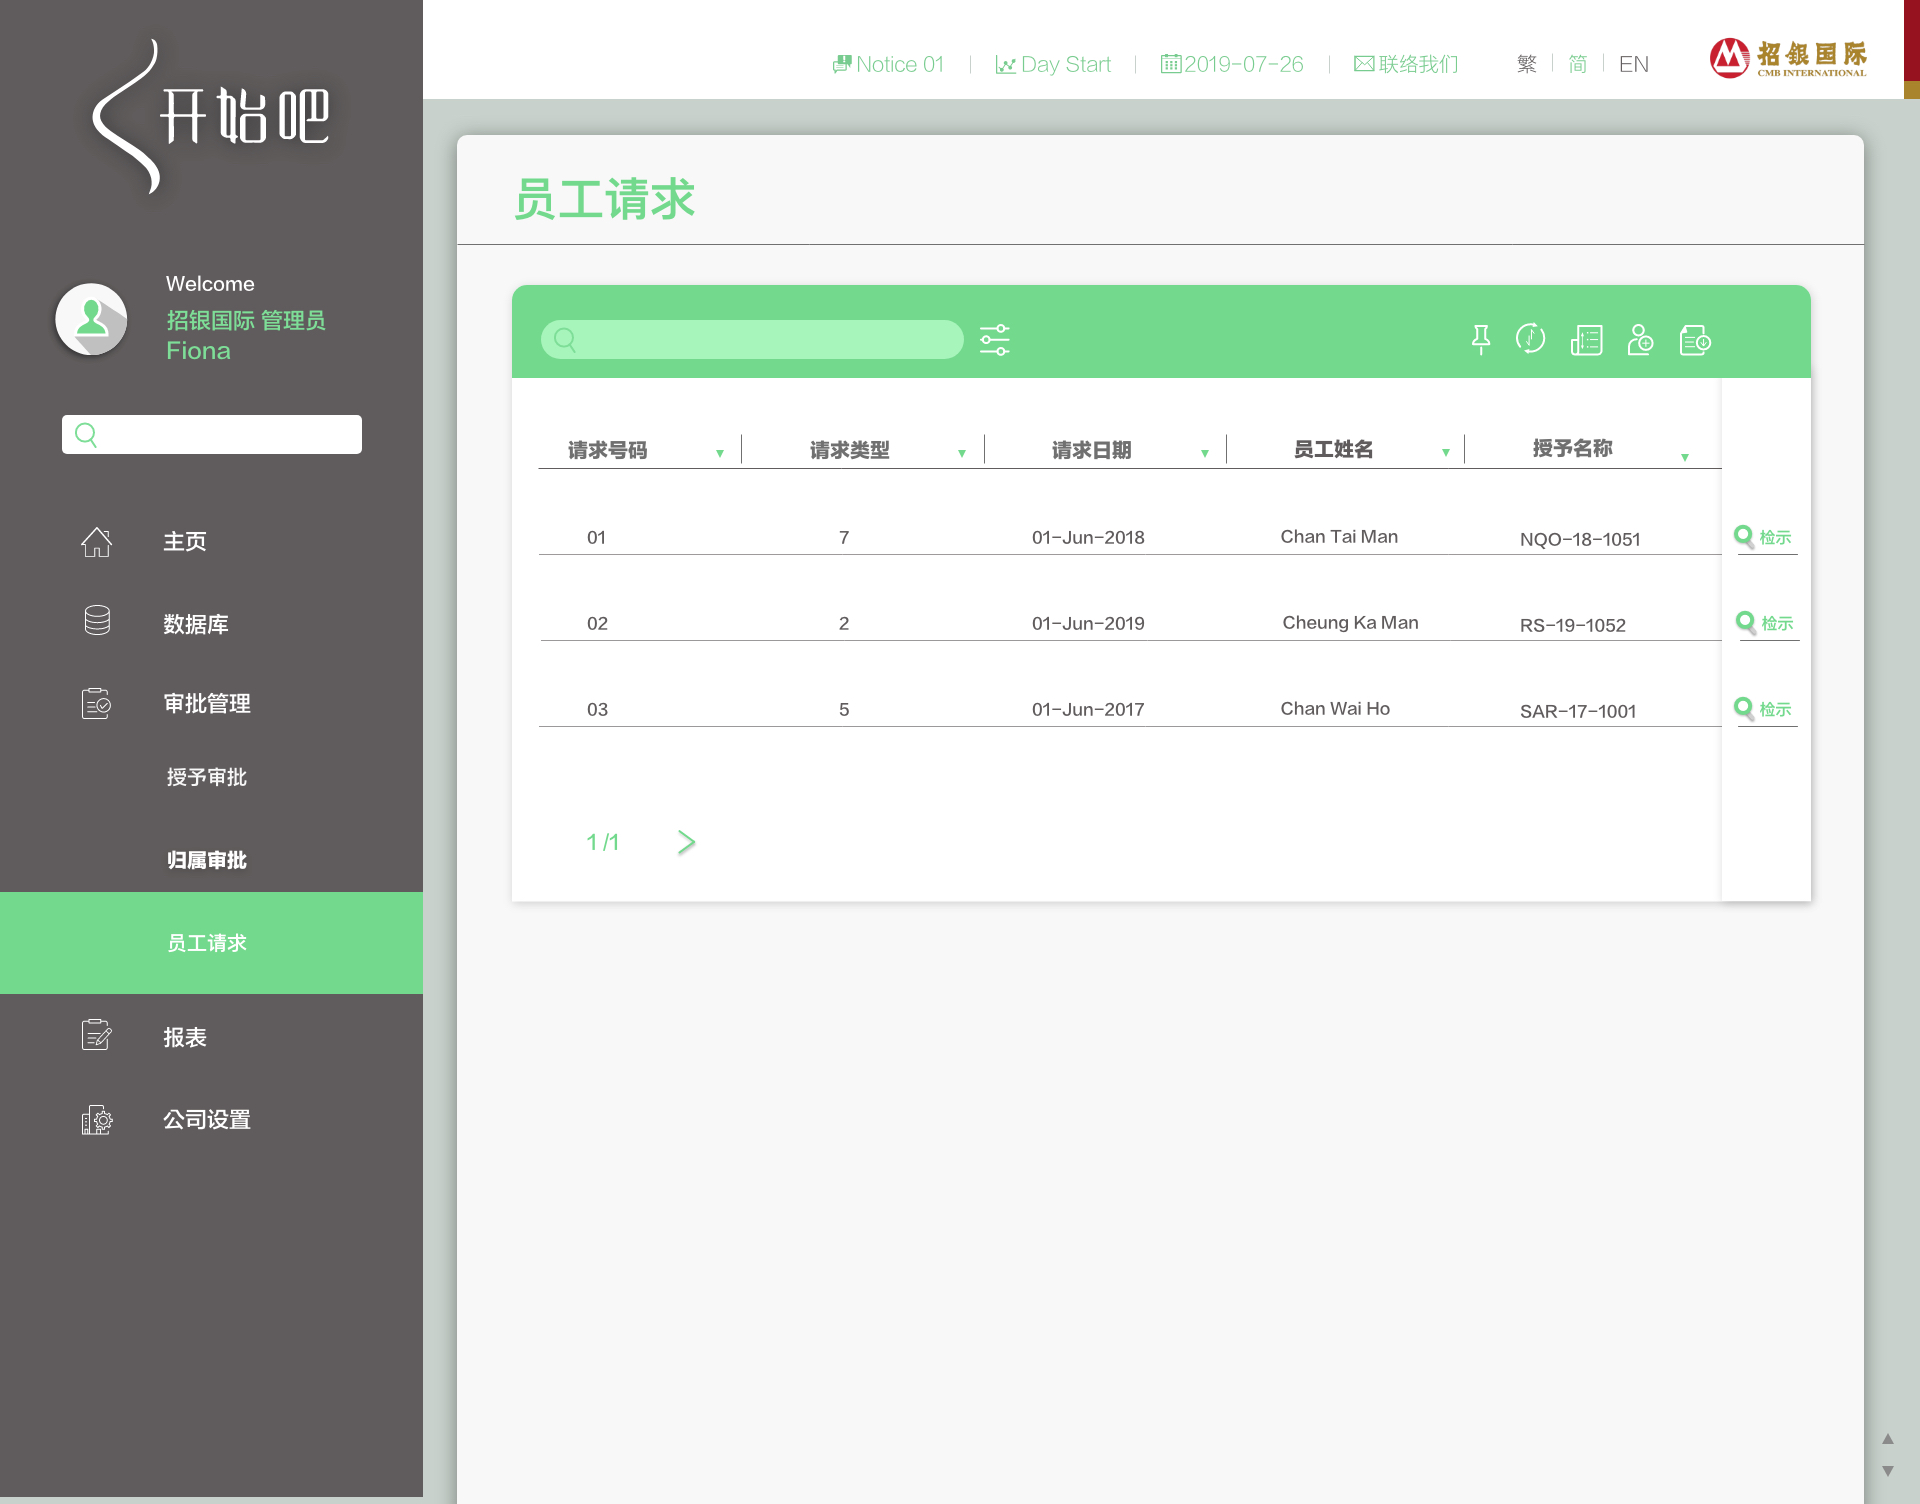 开始吧
Notice 01
Day Start
2019-07-26
联络我们
繁
简
EN
招银国际
CMB INTERNATIONAL
Welcome
招银国际 管理员
Fiona
主页
数据库
审批管理
授予审批
归属审批
员工请求
报表
公司设置
员工请求
请求号码 ▼ 请求类型 ▼ 请求日期 ▼ 员工姓名 ▼ 授予名称 ▼
01 7 01-Jun-2018 Chan Tai Man NQO-18-1051 检示
02 2 01-Jun-2019 Cheung Ka Man RS-19-1052 检示
03 5 01-Jun-2017 Chan Wai Ho SAR-17-1001 检示
1 /1